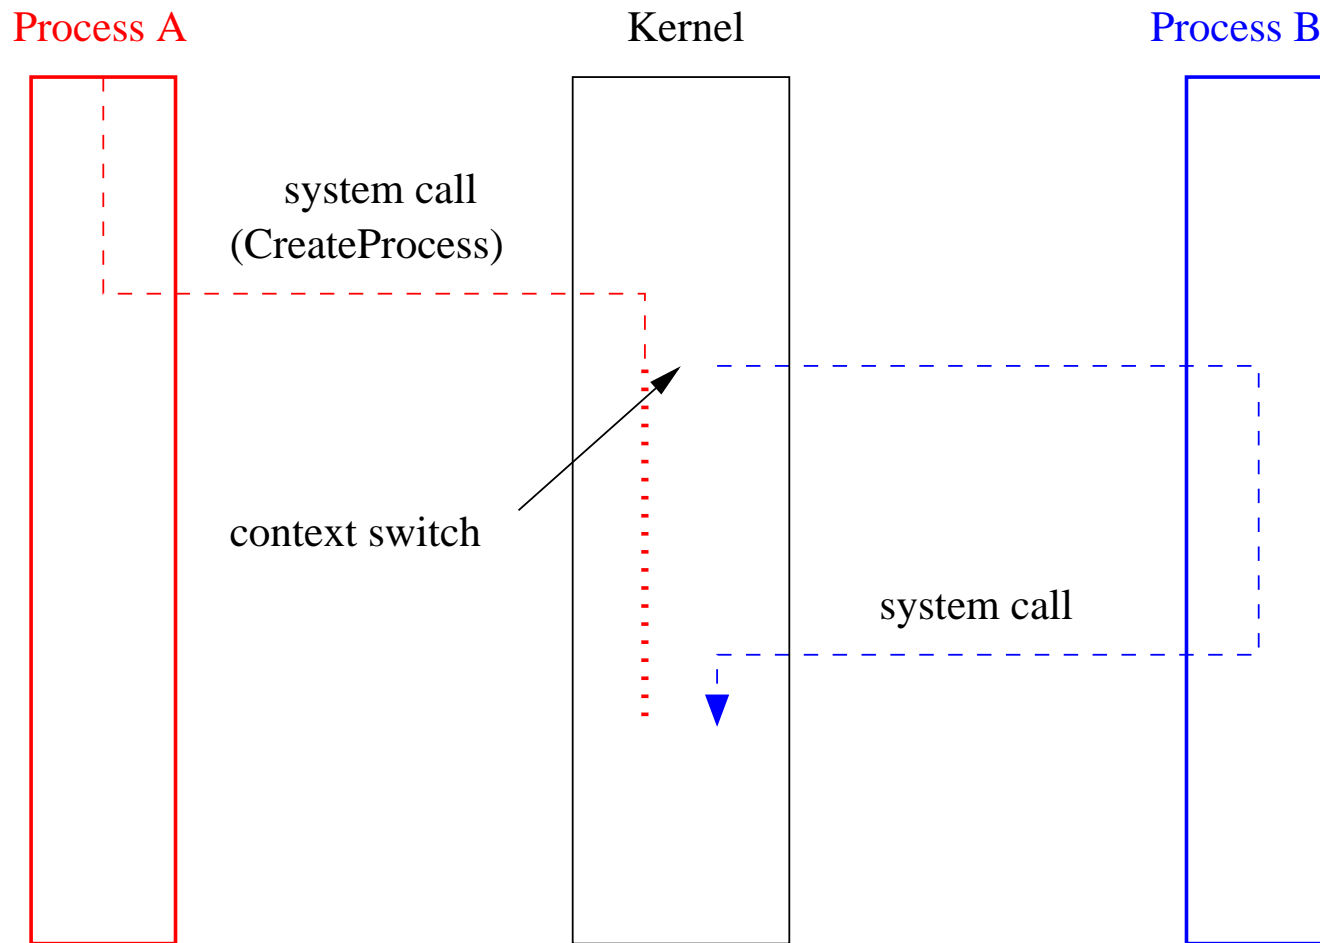 Process A
Kernel
Process B
system call
(CreateProcess)
context switch
system call